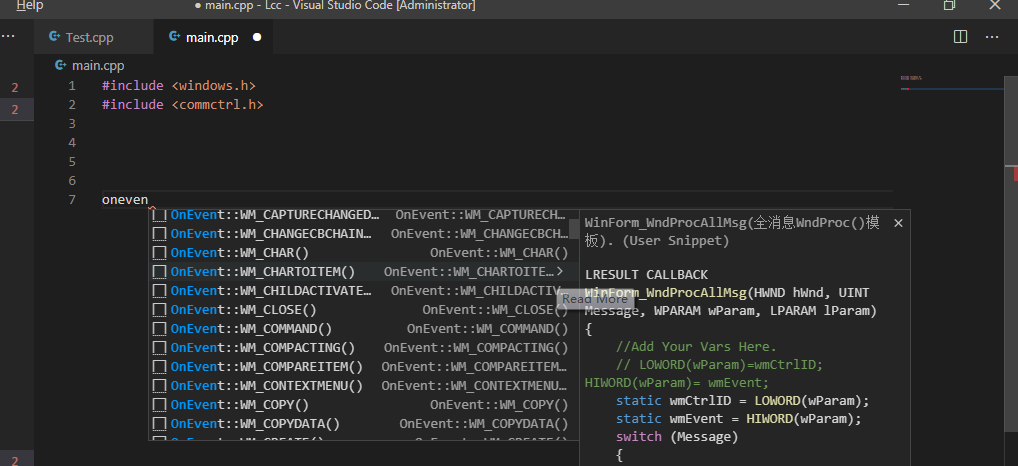 Help
● main.cpp - Lcc - Visual Studio Code [Administrator]
Test.cpp
main.cpp ●
main.cpp
2
2
2
1 #include <windows.h>
2 #include <commctrl.h>
3
4
5
6
7 oneven
OnEvent::WM_CAPTURECHANGED… OnEvent::WM_CAPTURECH…
OnEvent::WM_CHANGECBCHAIN… OnEvent::WM_CHANGECBCH…
OnEvent::WM_CHAR() OnEvent::WM_CHAR()
OnEvent::WM_CHARTOITEM() OnEvent::WM_CHARTOITE…
OnEvent::WM_CHILDACTIVATE… OnEvent::WM_CHILDACTIV…
OnEvent::WM_CLOSE() OnEvent::WM_CLOSE()
OnEvent::WM_COMMAND() OnEvent::WM_COMMAND()
OnEvent::WM_COMPACTING() OnEvent::WM_COMPACTING()
OnEvent::WM_COMPAREITEM() OnEvent::WM_COMPAREITEM…
OnEvent::WM_CONTEXTMENU() OnEvent::WM_CONTEXTMENU…
OnEvent::WM_COPY() OnEvent::WM_COPY()
OnEvent::WM_COPYDATA() OnEvent::WM_COPYDATA()
Read More
WinForm_WndProcAllMsg(全消息WndProc()模
板). (User Snippet)
LRESULT CALLBACK
WinForm_WndProcAllMsg(HWND hWnd, UINT
Message, WPARAM wParam, LPARAM lParam)
{
//Add Your Vars Here.
// LOWORD(wParam)=wmCtrlID;
HIWORD(wParam)= wmEvent;
static wmCtrlID = LOWORD(wParam);
static wmEvent = HIWORD(wParam);
switch (Message)
{